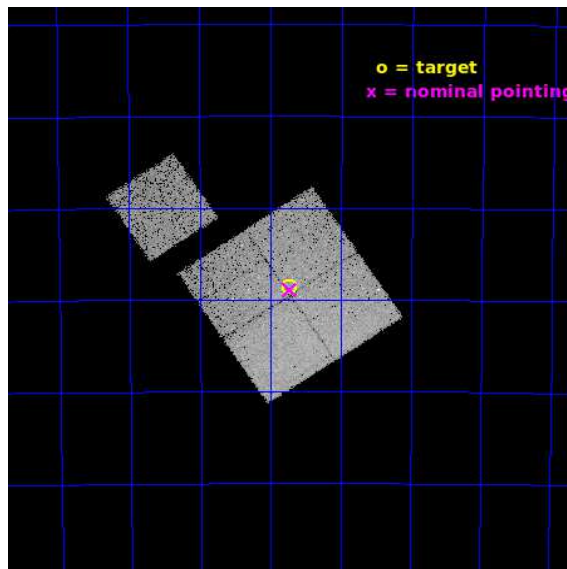 o = target
x = nominal pointing